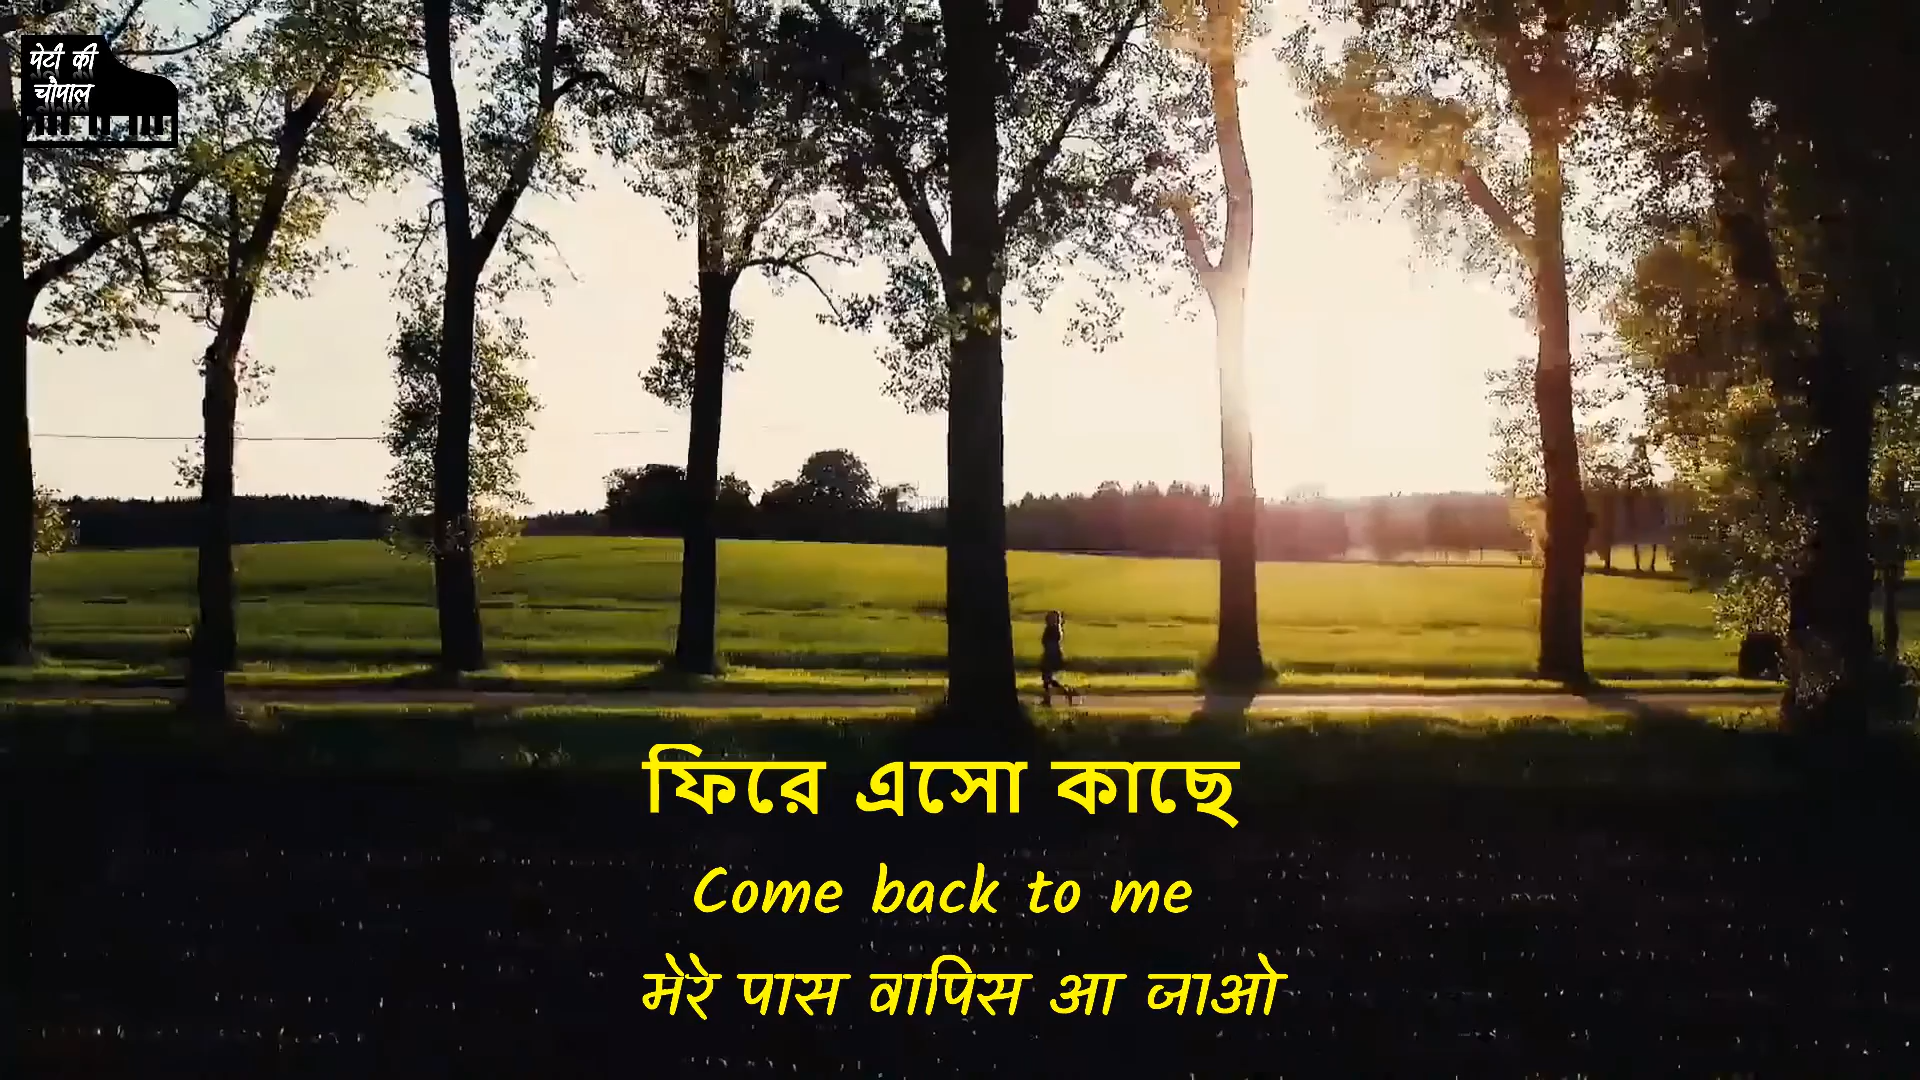 पेटी की
चौपाल
ফিরে এসো কাছে
Come back to me
मेरे पास वापिस आ जाओ